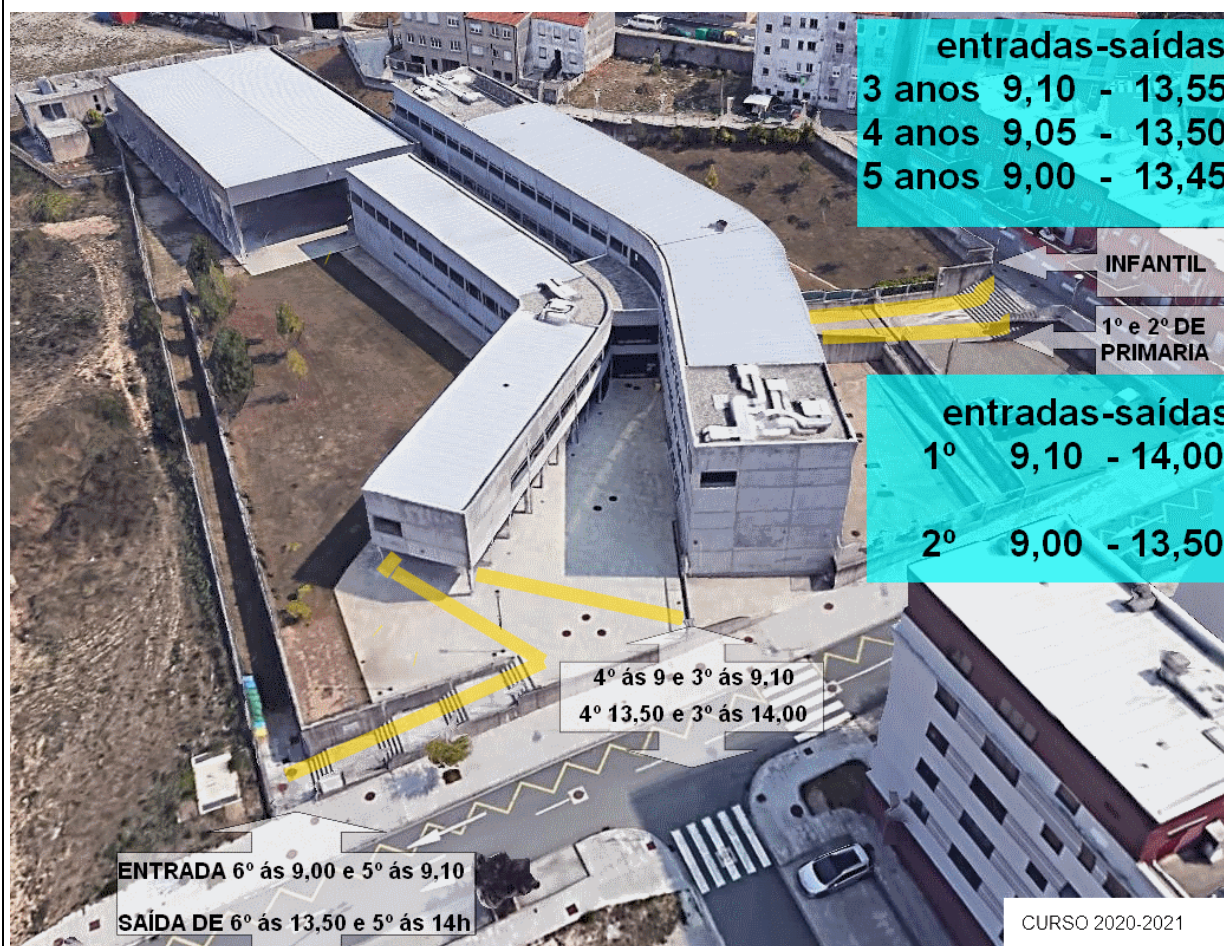 entradas-saídas
3 anos 9,10 - 13,55
4 anos 9,05 - 13,50
5 anos 9,00 - 13,45
INFANTIL
1º e 2º DE
PRIMARIA
entradas-saídas
1º 9,10 - 14,00
2º 9,00 - 13,50
4º ás 9 e 3º ás 9,10
4º 13,50 e 3º ás 14,00
ENTRADA 6º ás 9,00 e 5º ás 9,10
SAÍDA DE 6º ás 13,50 e 5º ás 14h
CURSO 2020-2021